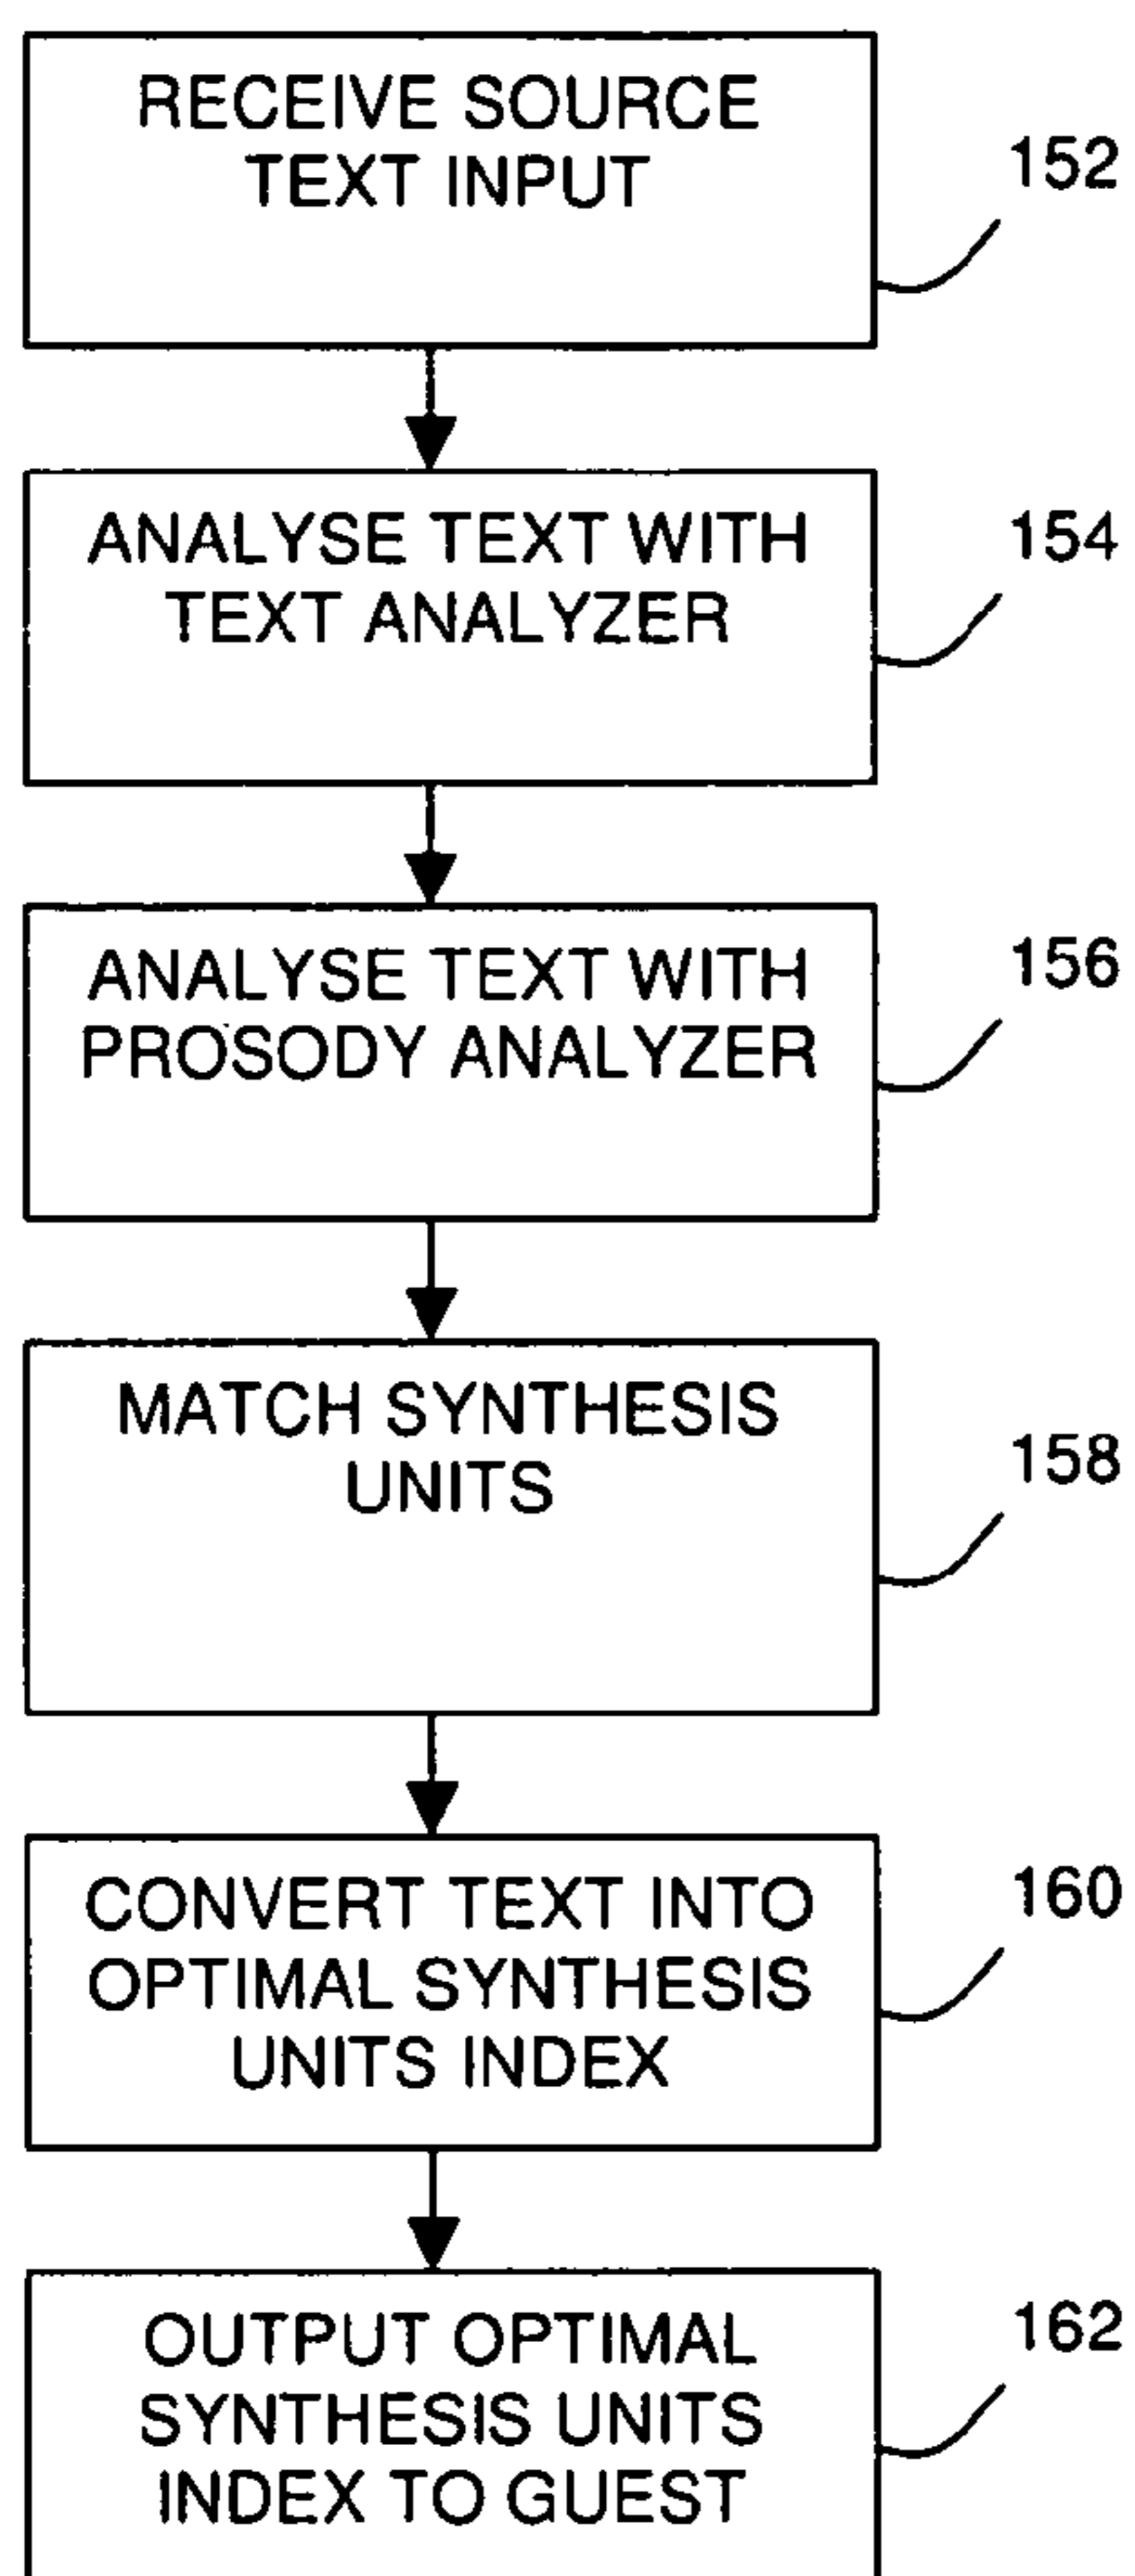 RECEIVE SOURCE
TEXT INPUT
152
ANALYSE TEXT WITH
TEXT ANALYZER
154
ANALYSE TEXT WITH
PROSODY ANALYZER
156
MATCH SYNTHESIS
UNITS
158
CONVERT TEXT INTO
OPTIMAL SYNTHESIS
UNITS INDEX
160
OUTPUT OPTIMAL
SYNTHESIS UNITS
INDEX TO GUEST
162